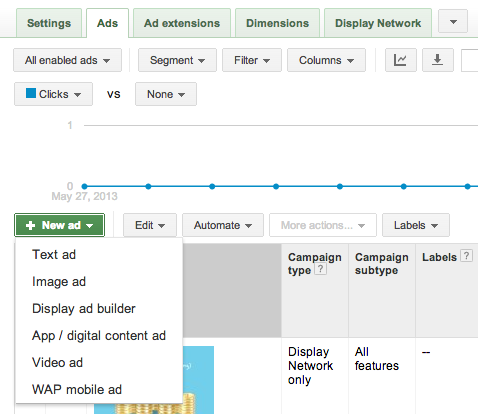 Settings Ads Ad extensions Dimensions Display Network
All enabled ads Segment Filter Columns
Clicks vs None
1
0
May 27, 2013
+ New ad Edit Automate More actions... Labels
Text ad
Image ad
Display ad builder
App / digital content ad
Video ad
WAP mobile ad
Campaign type ? Campaign subtype Labels ?
Display Network only All features --